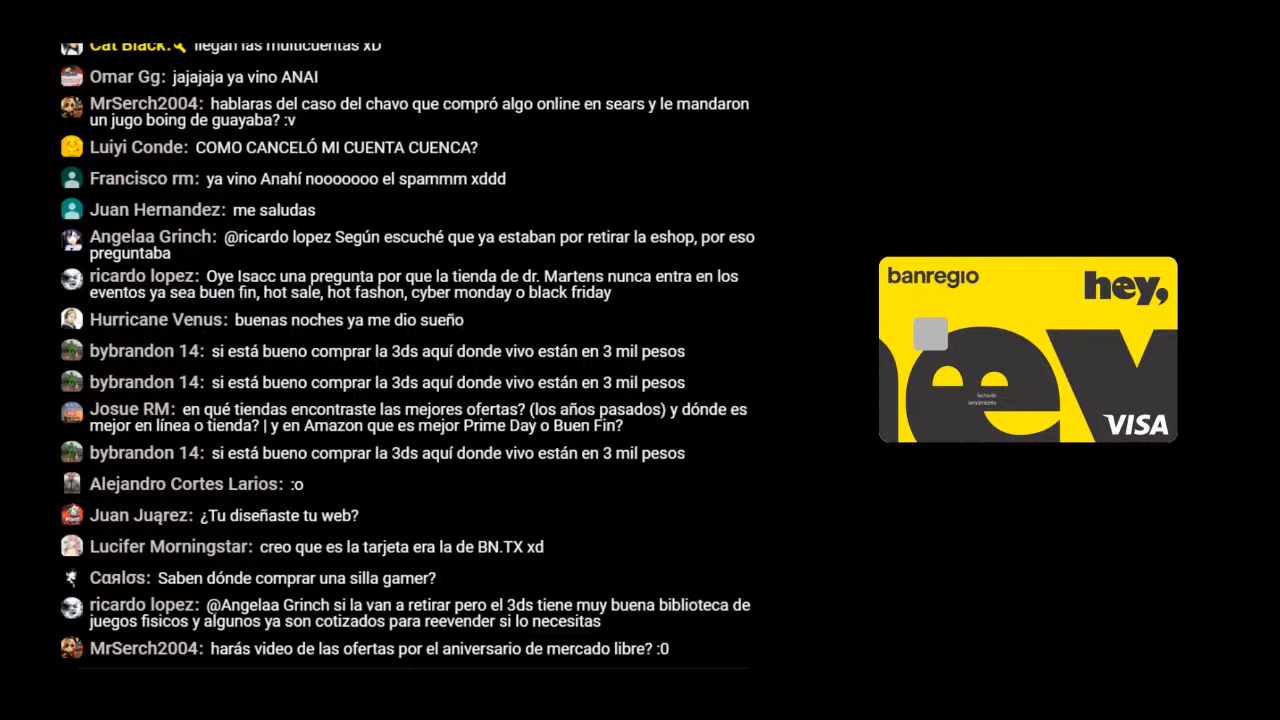 Cat Black: llegan las multicuentas xD
Omar Gg: jajajaja ya vino ANAI
MrSerch2004: hablaras del caso del chavo que compró algo online en sears y le mandaron
un jugo boing de guayaba? :v
Luiyi Conde: COMO CANCELÓ MI CUENTA CUENCA?
Francisco rm: ya vino Anahí nooooooo el spammm xddd
Juan Hernandez: me saludas
Angelaa Grinch: @ricardo lopez Según escuché que ya estaban por retirar la eshop, por eso
preguntaba
ricardo lopez: Oye Isacc una pregunta por que la tienda de dr. Martens nunca entra en los
eventos ya sea buen fin, hot sale, hot fashon, cyber monday o black friday
Hurricane Venus: buenas noches ya me dio sueño
bybrandon 14: si está bueno comprar la 3ds aquí donde vivo están en 3 mil pesos
bybrandon 14: si está bueno comprar la 3ds aquí donde vivo están en 3 mil pesos
Josue RM: en qué tiendas encontraste las mejores ofertas? (los años pasados) y dónde es
mejor en línea o tienda? | y en Amazon que es mejor Prime Day o Buen Fin?
bybrandon 14: si está bueno comprar la 3ds aquí donde vivo están en 3 mil pesos
Alejandro Cortes Larios: :o
Juan Juąrez: ¿Tu diseñaste tu web?
Lucifer Morningstar: creo que es la tarjeta era la de BN.TX xd
Cαяlσs: Saben dónde comprar una silla gamer?
ricardo lopez: @Angelaa Grinch si la van a retirar pero el 3ds tiene muy buena biblioteca de
juegos fisicos y algunos ya son cotizados para reevender si lo necesitas
MrSerch2004: harás video de las ofertas por el aniversario de mercado libre? :0
banregio
hey,
vencimiento
VISA